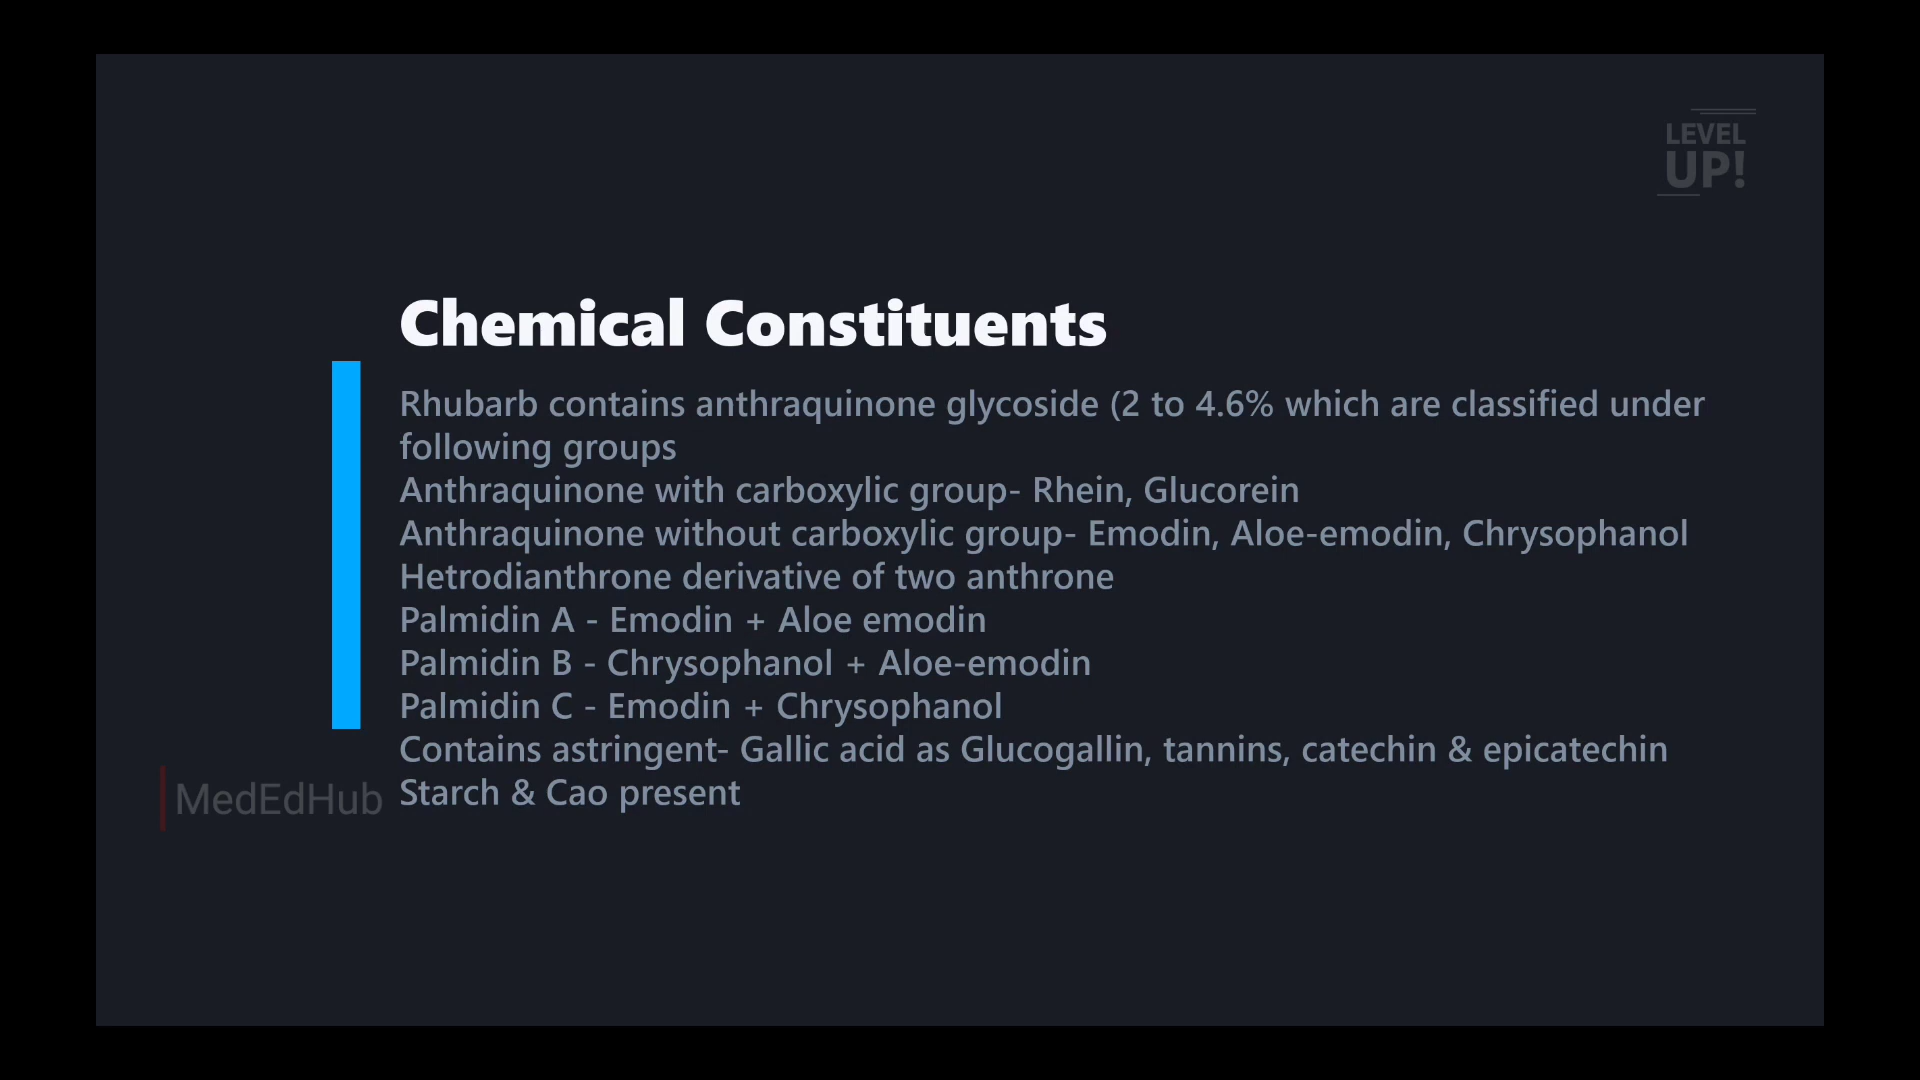 LEVEL
UP!
Chemical Constituents
Rhubarb contains anthraquinone glycoside (2 to 4.6% which are classified under
following groups
Anthraquinone with carboxylic group- Rhein, Glucorein
Anthraquinone without carboxylic group- Emodin, Aloe-emodin, Chrysophanol
Hetrodianthrone derivative of two anthrone
Palmidin A - Emodin + Aloe emodin
Palmidin B - Chrysophanol + Aloe-emodin
Palmidin C - Emodin + Chrysophanol
Contains astringent- Gallic acid as Glucogallin, tannins, catechin & epicatechin
Starch & Cao present
MedEdHub